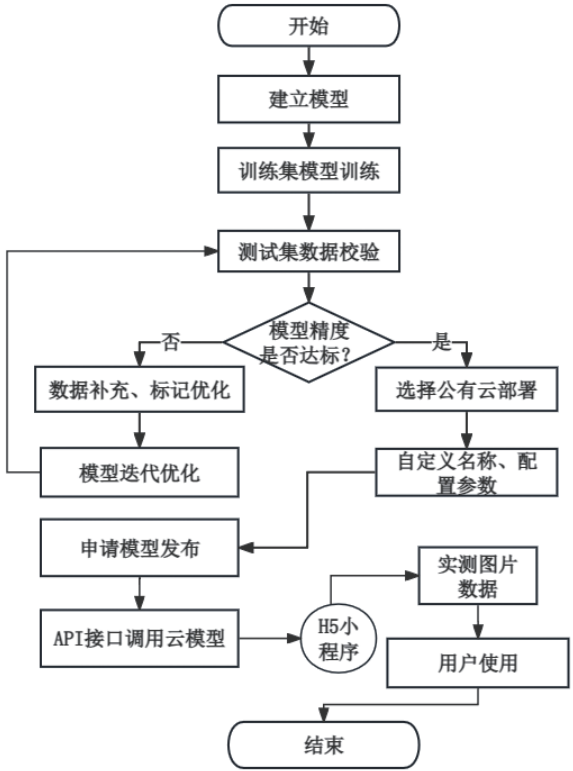 开始
建立模型
训练集模型训练
测试集数据校验
模型精度
是否达标？
否
是
数据补充、标记优化
选择公有云部署
模型迭代优化
自定义名称、配
置参数
申请模型发布
实测图片
数据
API接口调用云模型
H5小
程序
用户使用
结束